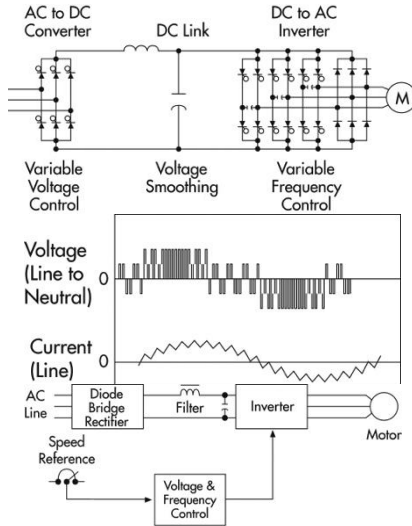 AC to DC
Converter
DC Link
DC to AC
Inverter
M
Variable
Voltage
Control
Voltage
Smoothing
Variable
Frequency
Control
Voltage
(Line to
Neutral)
0
Current
(Line)
0
AC
Line
Diode
Bridge
Rectifier
Filter
Inverter
Motor
Speed
Reference
Voltage &
Frequency
Control